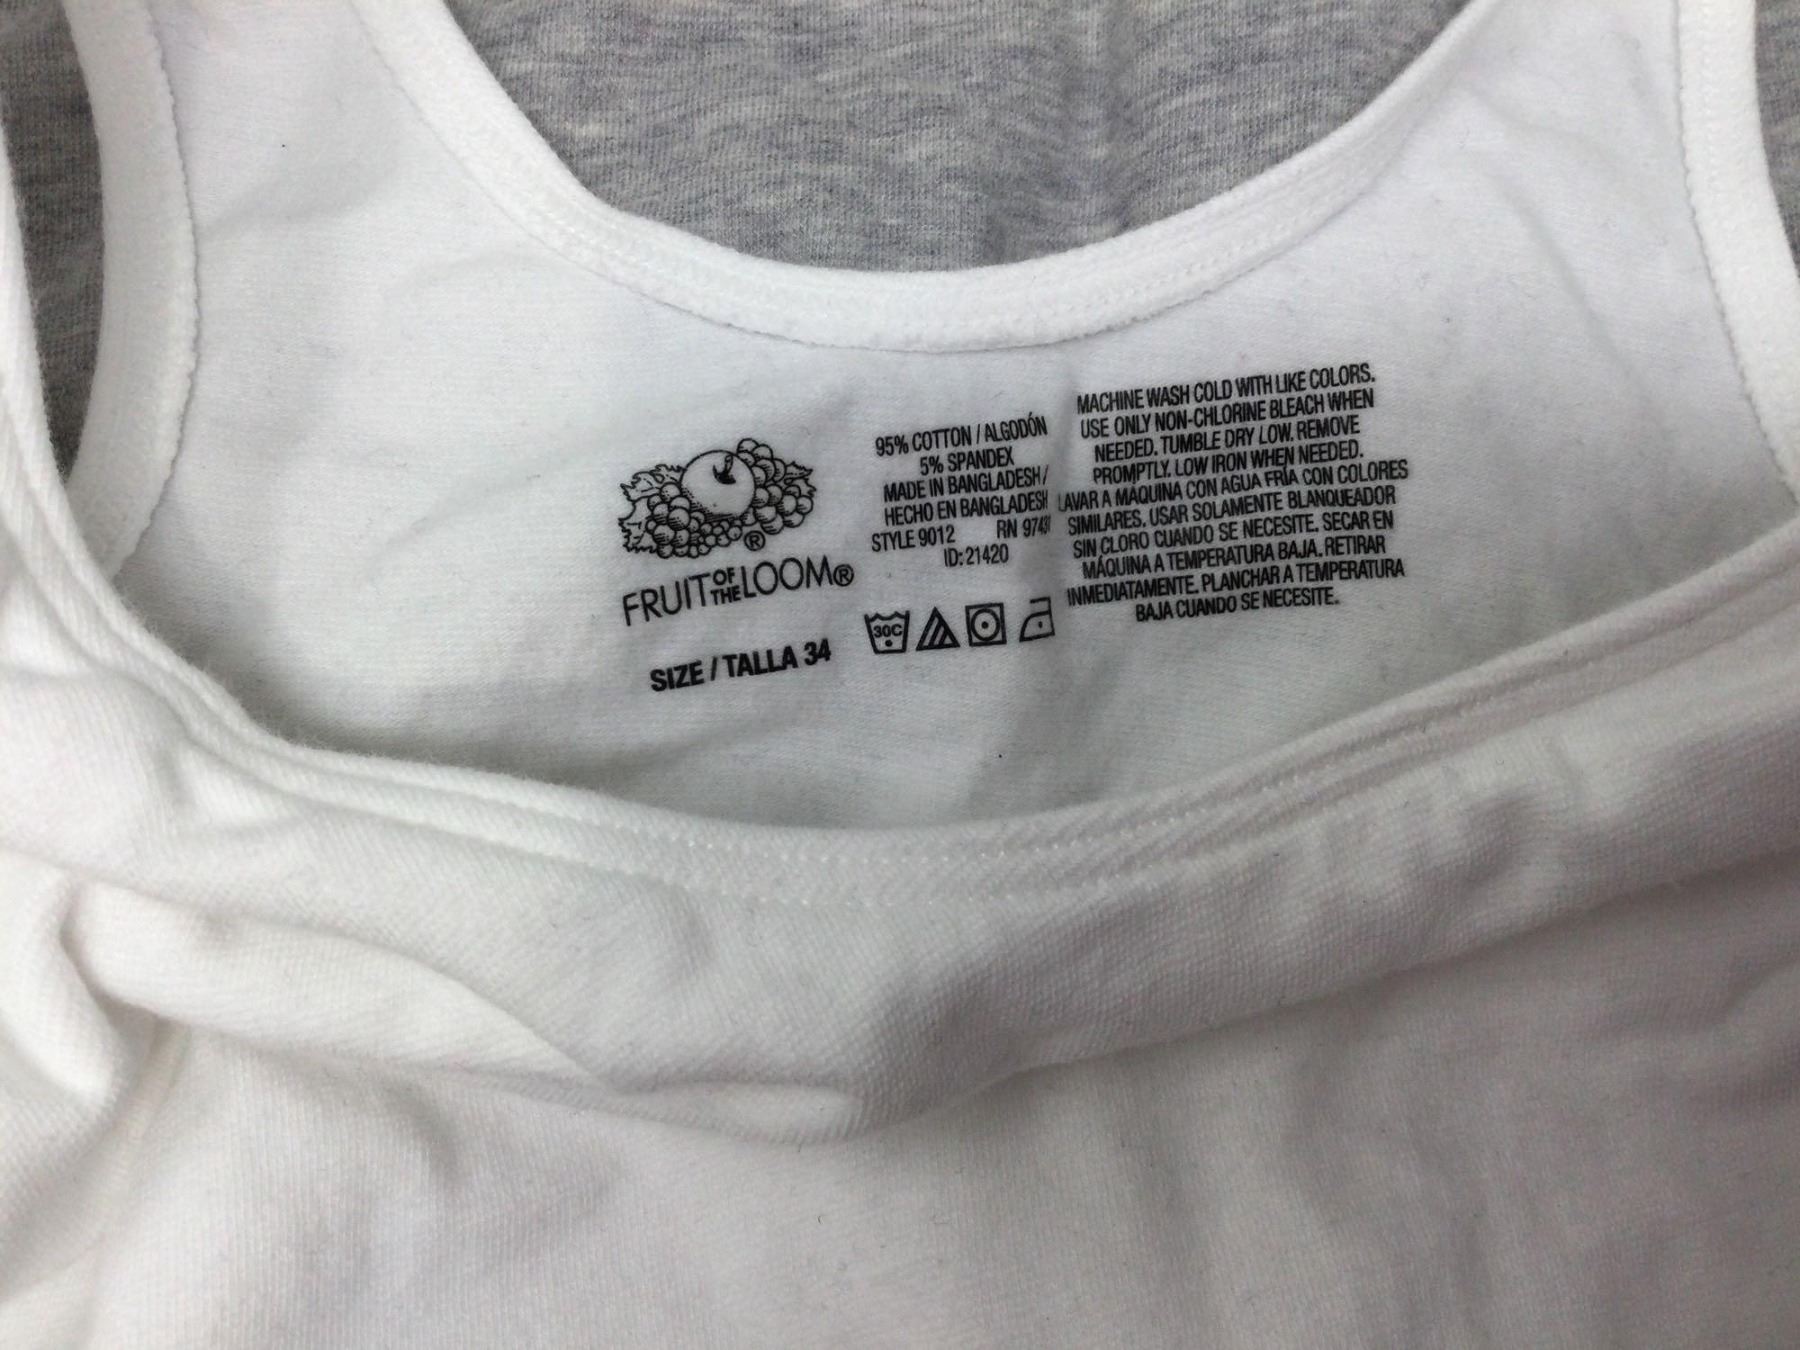 FRUIT OF THE LOOM®
SIZE / TALLA 34
95% COTTON / ALGODÓN
5% SPANDEX
MADE IN BANGLADESH /
HECHO EN BANGLADESH
STYLE 9012 RN 97431
ID: 21420
30C
MACHINE WASH COLD WITH LIKE COLORS.
USE ONLY NON-CHLORINE BLEACH WHEN
NEEDED. TUMBLE DRY LOW. REMOVE
PROMPTLY. LOW IRON WHEN NEEDED.
LAVAR A MÁQUINA CON AGUA FRÍA CON COLORES
SIMILARES. USAR SOLAMENTE BLANQUEADOR
SIN CLORO CUANDO SE NECESITE. SECAR EN
MÁQUINA A TEMPERATURA BAJA. RETIRAR
INMEDIATAMENTE. PLANCHAR A TEMPERATURA
BAJA CUANDO SE NECESITE.